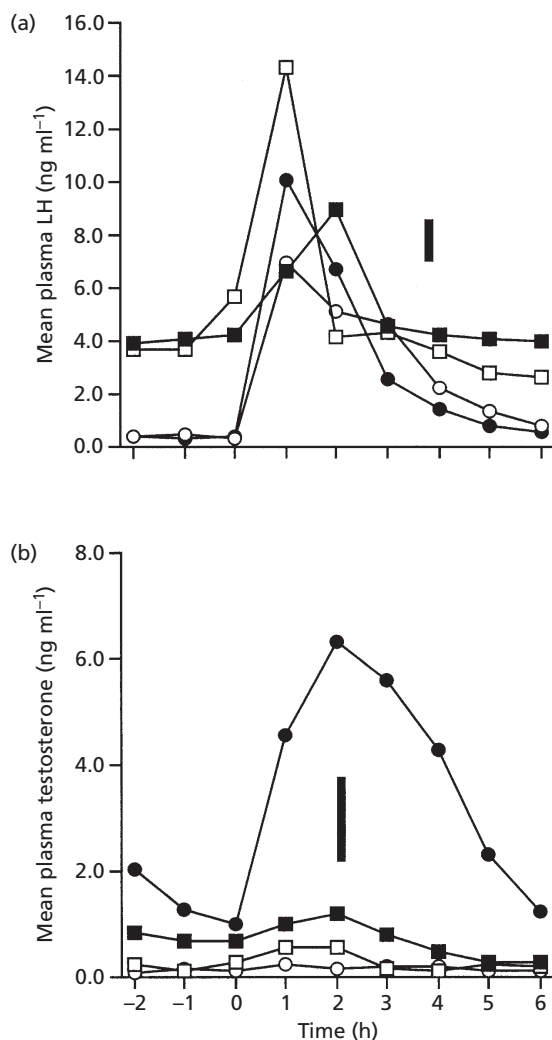 (a)
Mean plasma LH (ng ml⁻¹)
16.0
14.0
12.0
10.0
8.0
6.0
4.0
2.0
0.0
(b)
Mean plasma testosterone (ng ml⁻¹)
8.0
6.0
4.0
2.0
0.0
–2 –1 0 1 2 3 4 5 6
Time (h)